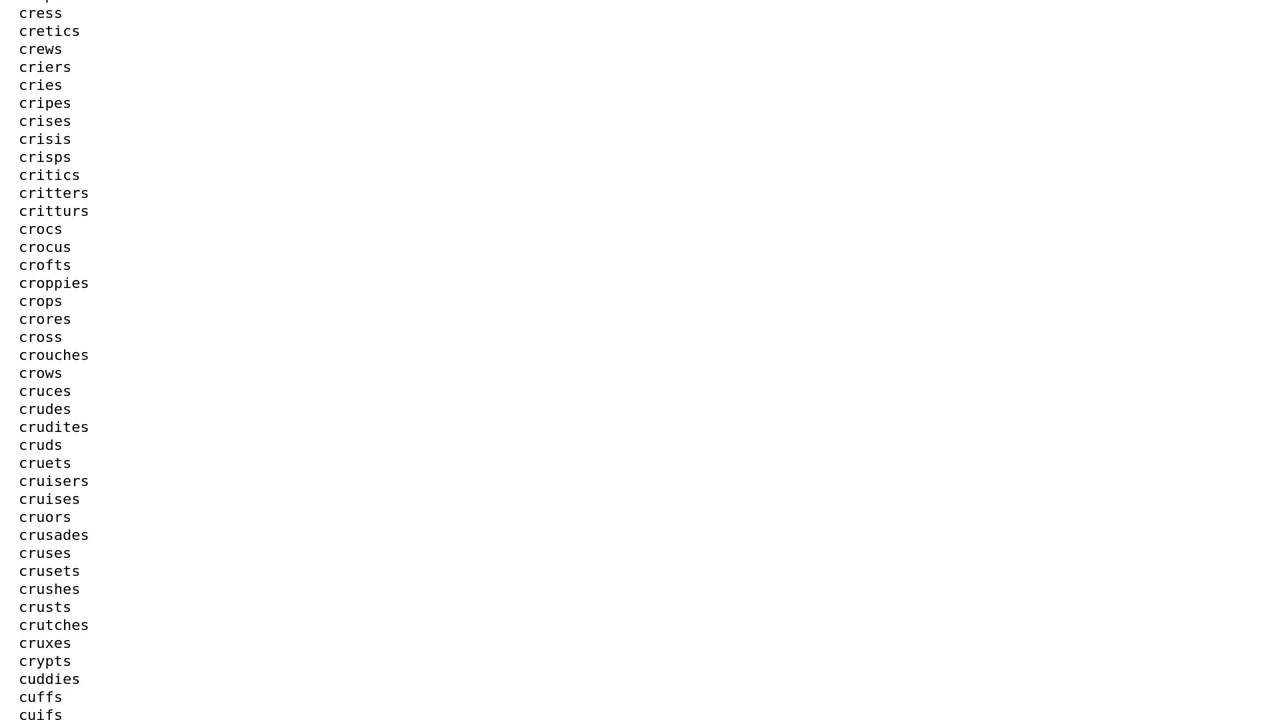 cress
cretics
crews
criers
cries
cripes
crises
crisis
crisps
critics
critters
critturs
crocs
crocus
crofts
croppies
crops
crores
cross
crouches
crows
cruces
crudes
crudites
cruds
cruets
cruisers
cruises
cruors
crusades
cruses
crusets
crushes
crusts
crutches
cruxes
crypts
cuddies
cuffs
cuifs